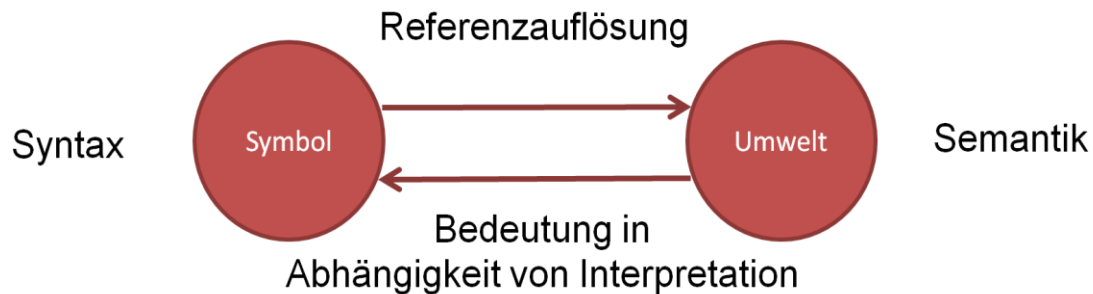 Referenzauflösung
Syntax
Symbol
Umwelt
Semantik
Bedeutung in
Abhängigkeit von Interpretation